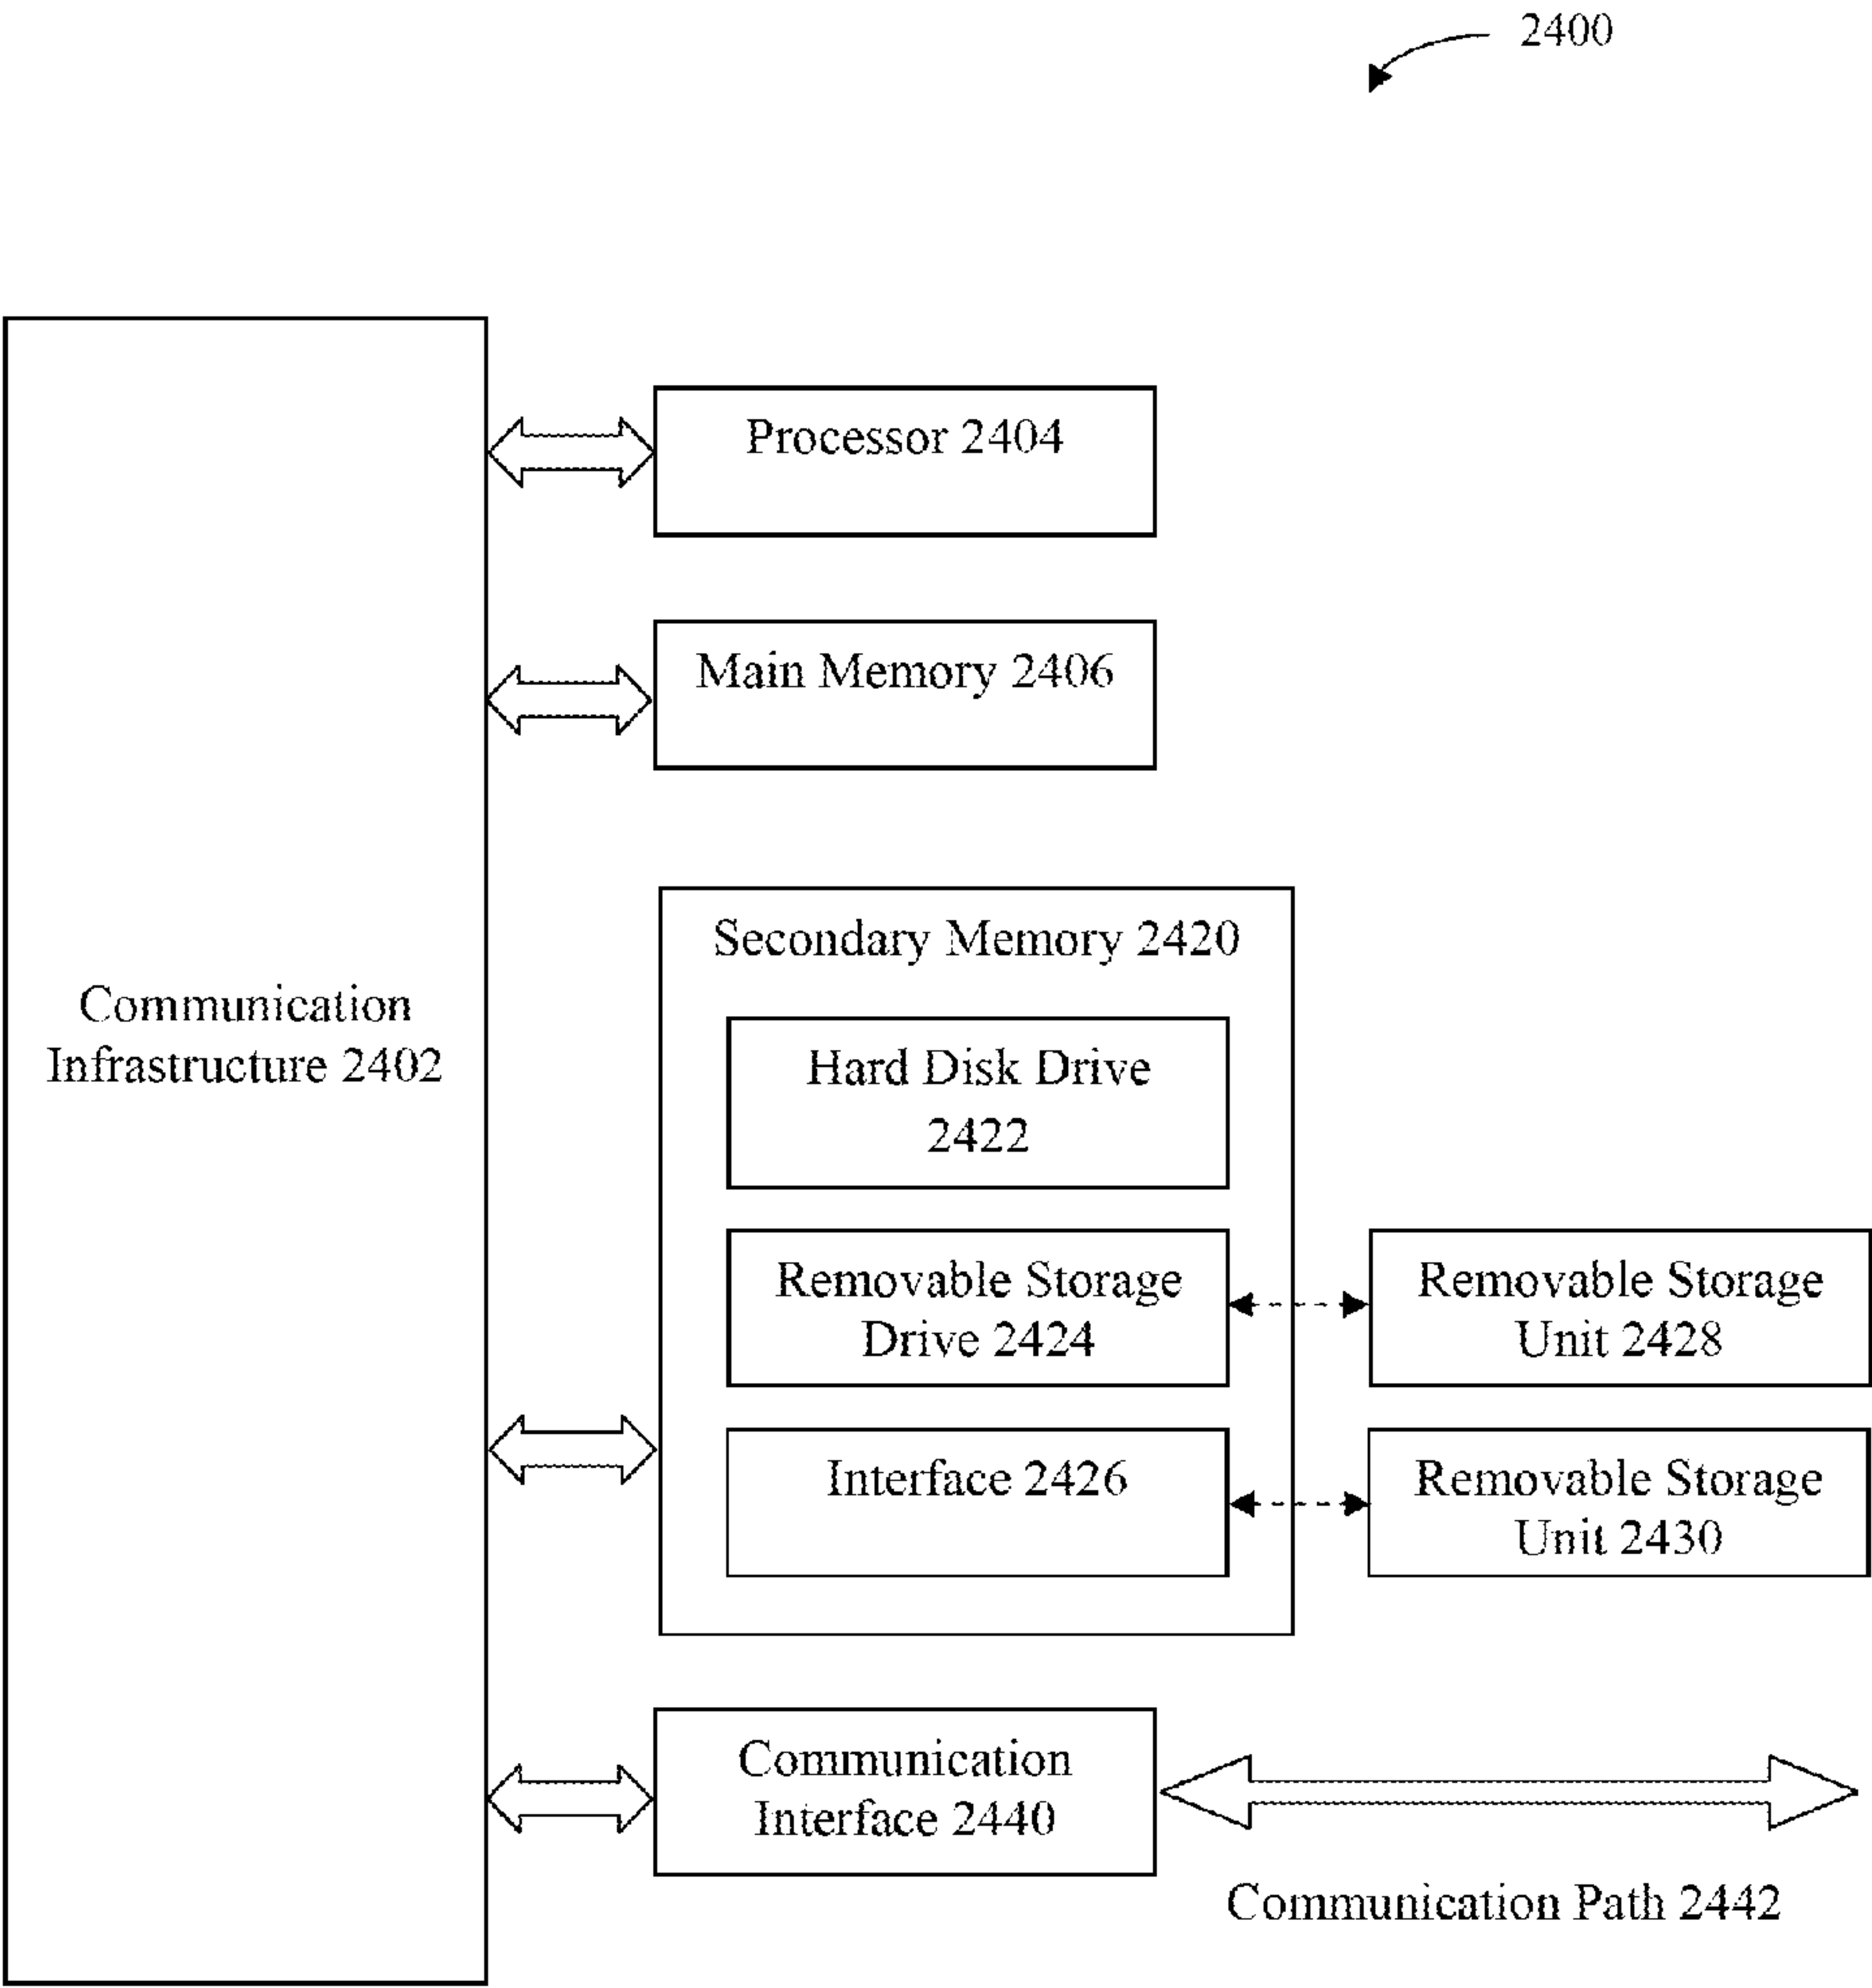 2400
Processor 2404
Main Memory 2406
Communication
Infrastructure 2402
Secondary Memory 2420
Hard Disk Drive
2422
Removable Storage
Drive 2424
Removable Storage
Unit 2428
Interface 2426
Removable Storage
Unit 2430
Communication
Interface 2440
Communication Path 2442